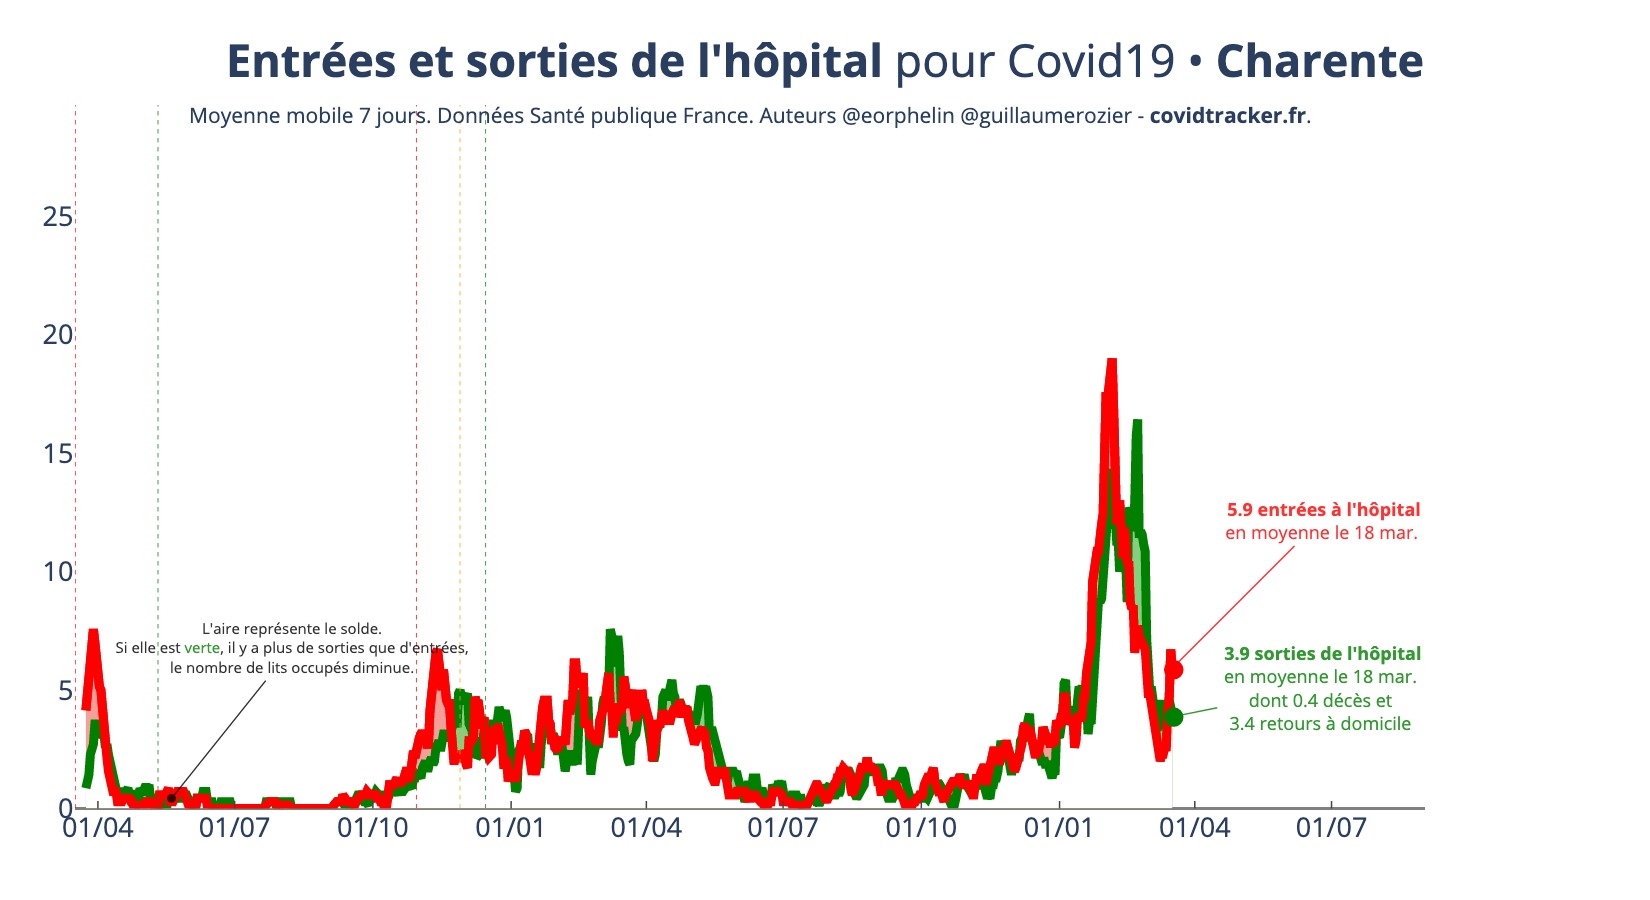 Entrées et sorties de l'hôpital pour Covid19 • Charente
Moyenne mobile 7 jours. Données Santé publique France. Auteurs @eorphelin @guillaumerozier - covidtracker.fr.
25
20
15
10
5
0
5.9 entrées à l'hôpital
en moyenne le 18 mar.
L'aire représente le solde.
Si elle est verte, il y a plus de sorties que d'entrées,
le nombre de lits occupés diminue.
3.9 sorties de l'hôpital
en moyenne le 18 mar.
dont 0.4 décès et
3.4 retours à domicile
01/04 01/07 01/10 01/01 01/04 01/07 01/10 01/01 01/04 01/07